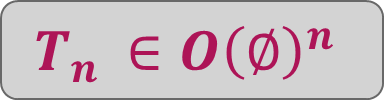 Tₙ ∈ O(∅)ⁿ